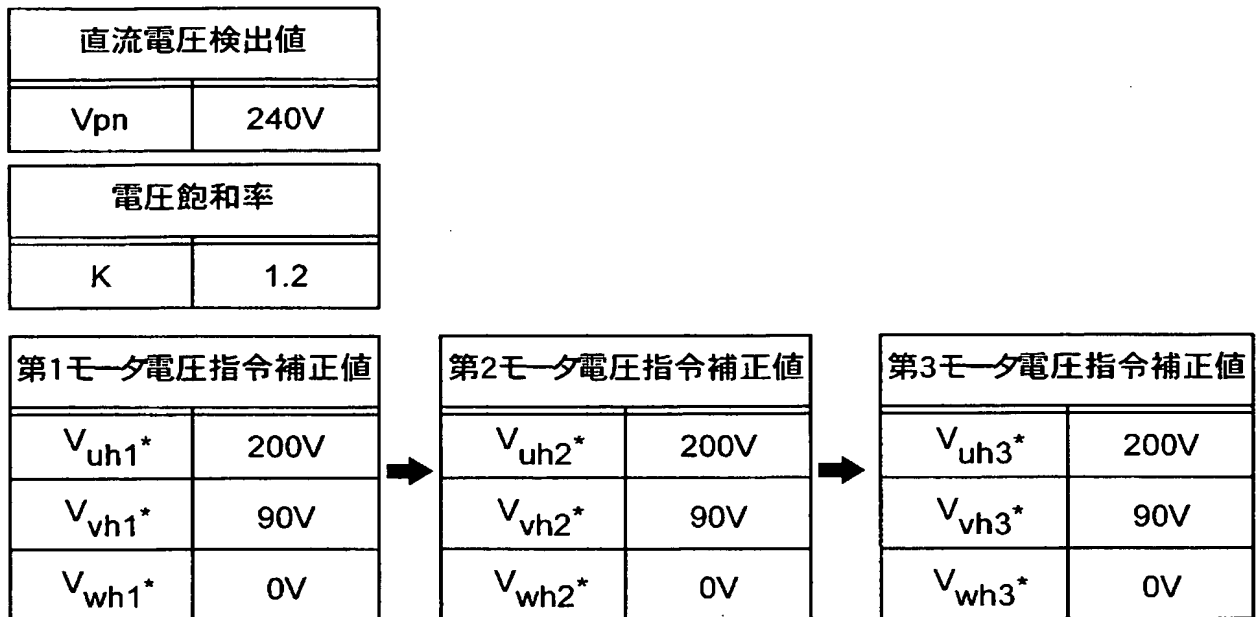 直流電圧検出値
Vpn 240V
電圧飽和率
K 1.2
第1モータ電圧指令補正値 第2モータ電圧指令補正値 第3モータ電圧指令補正値
Vuh1* 200V Vuh2* 200V Vuh3* 200V
Vvh1* 90V Vvh2* 90V Vvh3* 90V
Vwh1* 0V Vwh2* 0V Vwh3* 0V